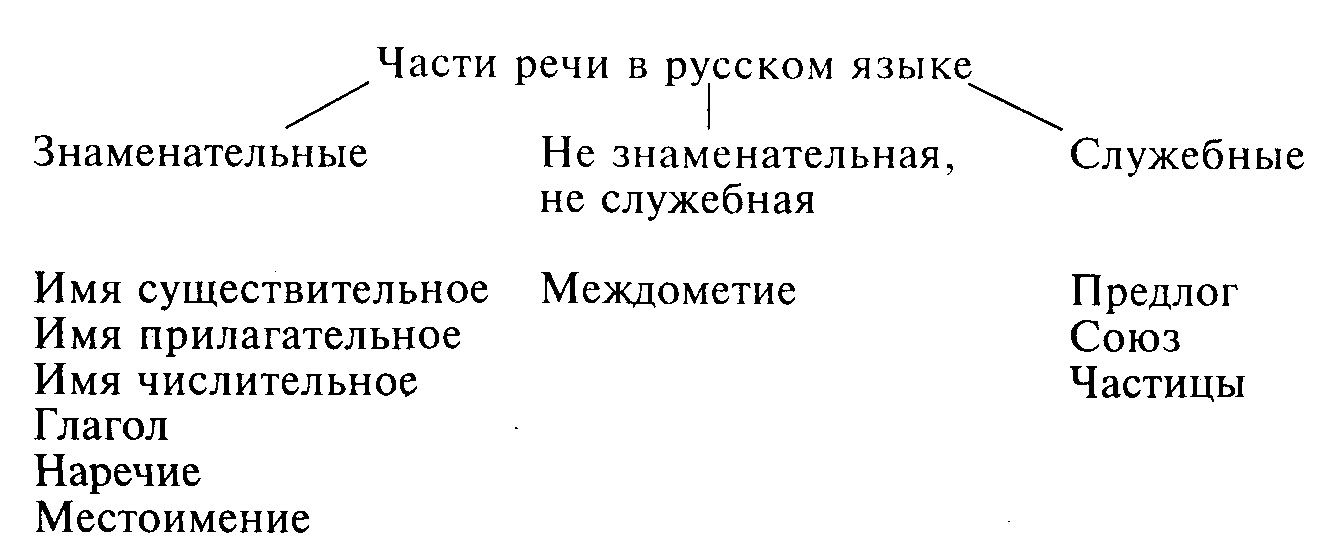 Части речи в русском языке
Знаменательные
Не знаменательная,
не служебная
Служебные
Имя существительное
Имя прилагательное
Имя числительное
Глагол
Наречие
Местоимение
Междометие
Предлог
Союз
Частицы